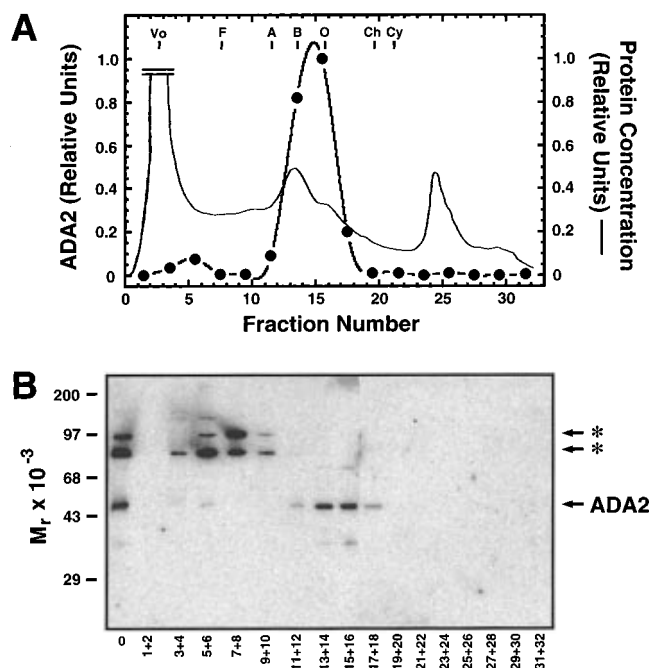 A
Vo F A B O Ch Cy
ADA2 (Relative Units)
1.0
0.8
0.6
0.4
0.2
0
Protein Concentration
(Relative Units) —
1.0
0.8
0.6
0.4
0.2
0
0 5 10 15 20 25 30
Fraction Number
B
Mr x 10-3
200
97
68
43
29
*
*
ADA2
0 1+2 3+4 5+6 7+8 9+10 11+12 13+14 15+16 17+18 19+20 21+22 23+24 25+26 27+28 29+30 31+32